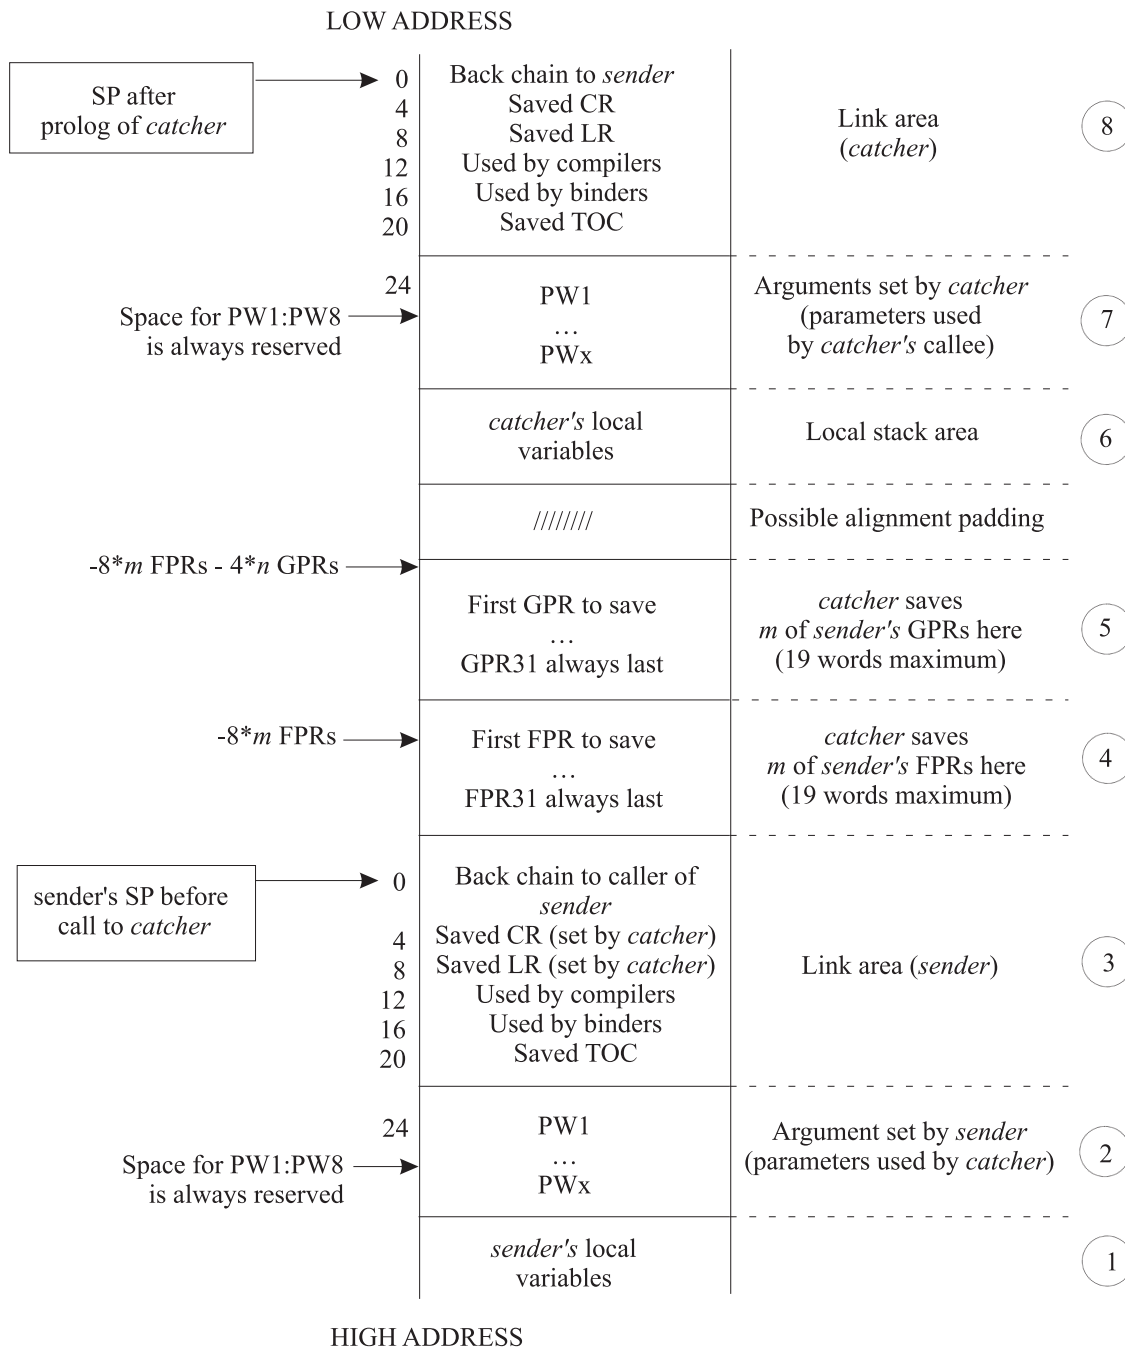 LOW ADDRESS
SP after
prolog of catcher
0
4
8
12
16
20
Back chain to sender
Saved CR
Saved LR
Used by compilers
Used by binders
Saved TOC
Link area
(catcher)
8
24
Space for PW1:PW8
is always reserved
PW1
...
PWx
Arguments set by catcher
(parameters used
by catcher's callee)
7
catcher's local
variables
Local stack area
6
////////
Possible alignment padding
-8*m FPRs - 4*n GPRs
First GPR to save
...
GPR31 always last
catcher saves
m of sender's GPRs here
(19 words maximum)
5
-8*m FPRs
First FPR to save
...
FPR31 always last
catcher saves
m of sender's FPRs here
(19 words maximum)
4
sender's SP before
call to catcher
0
4
8
12
16
20
Back chain to caller of
sender
Saved CR (set by catcher)
Saved LR (set by catcher)
Used by compilers
Used by binders
Saved TOC
Link area (sender)
3
24
Space for PW1:PW8
is always reserved
PW1
...
PWx
Argument set by sender
(parameters used by catcher)
2
sender's local
variables
1
HIGH ADDRESS